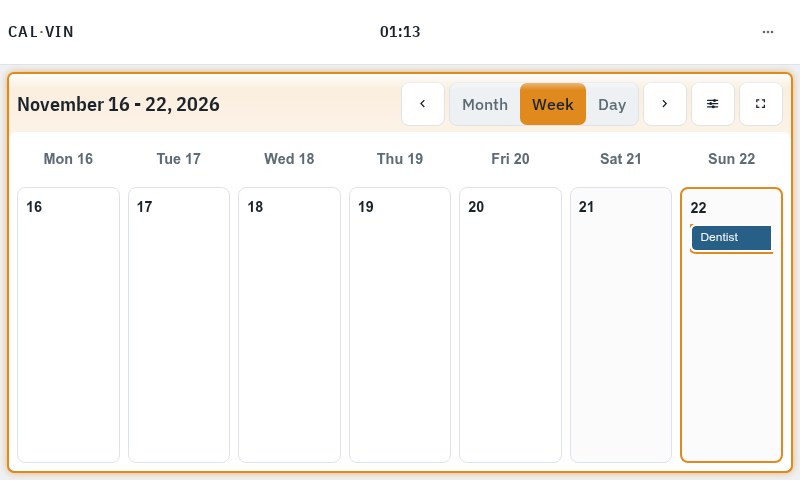 CAL·VIN
01:13
November 16 - 22, 2026
Month
Week
Day
Mon 16
Tue 17
Wed 18
Thu 19
Fri 20
Sat 21
Sun 22
16
17
18
19
20
21
22
Dentist